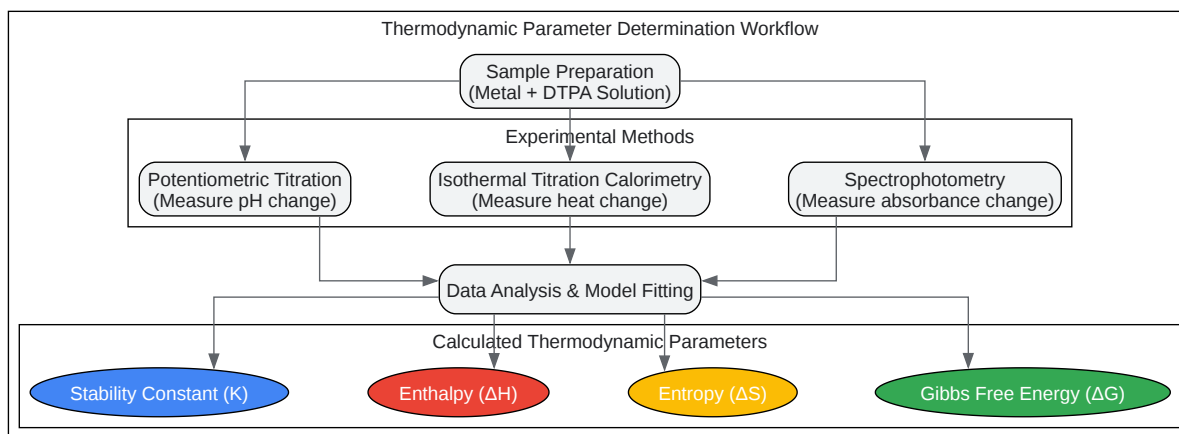 Thermodynamic Parameter Determination Workflow
Sample Preparation
(Metal + DTPA Solution)
Experimental Methods
Potentiometric Titration
(Measure pH change)
Isothermal Titration Calorimetry
(Measure heat change)
Spectrophotometry
(Measure absorbance change)
Data Analysis & Model Fitting
Calculated Thermodynamic Parameters
Stability Constant (K)
Enthalpy (ΔH)
Entropy (ΔS)
Gibbs Free Energy (ΔG)